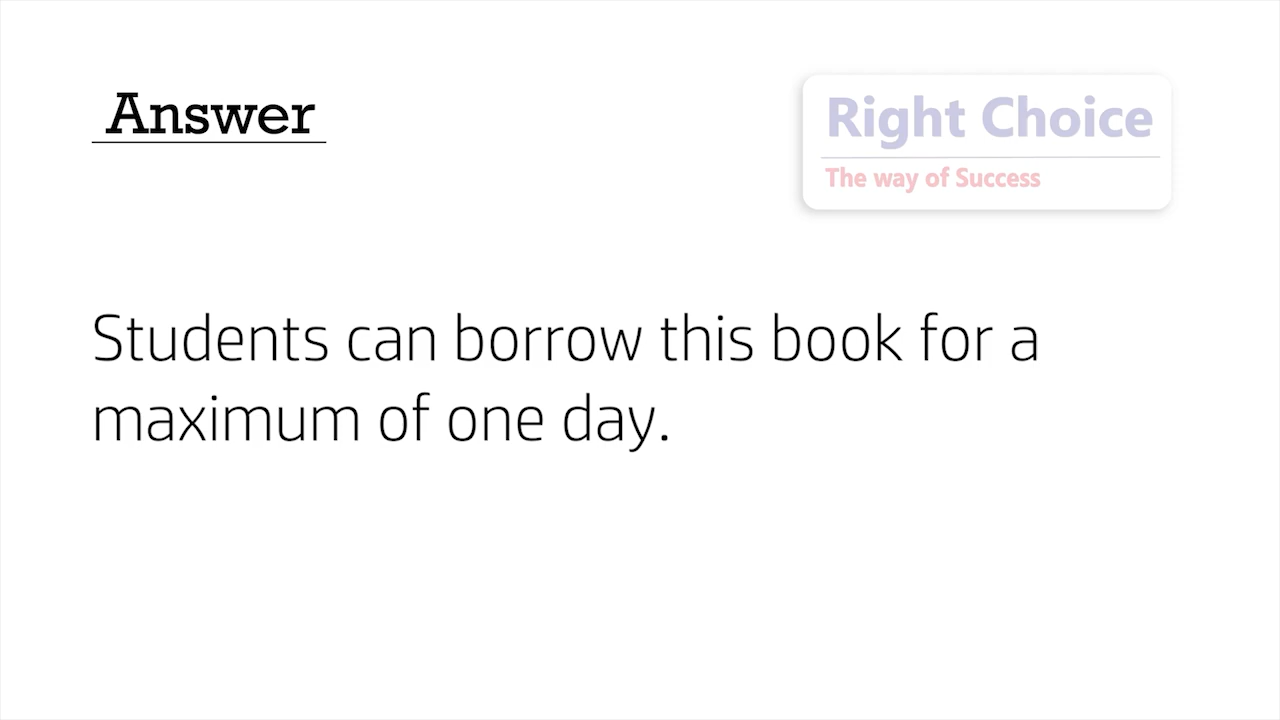 Answer
Right Choice
The way of Success
Students can borrow this book for a
maximum of one day.